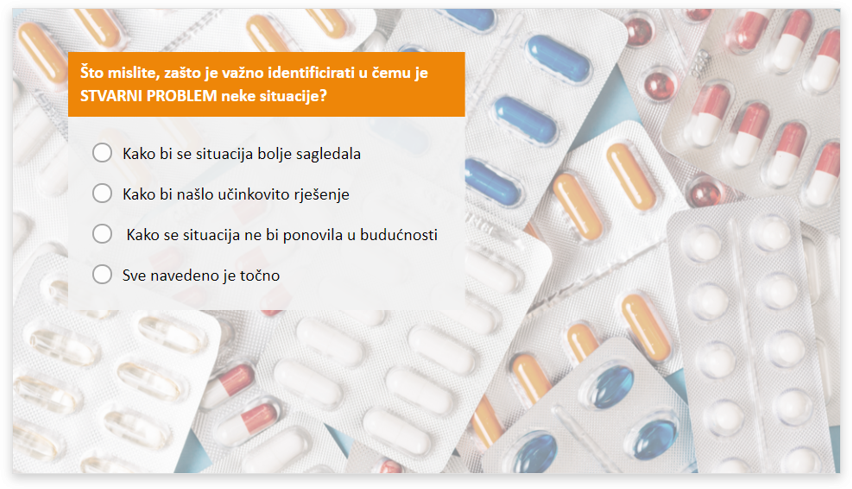 Što mislite, zašto je važno identificirati u čemu je
STVARNI PROBLEM neke situacije?
Kako bi se situacija bolje sagledala
Kako bi našlo učinkovito rješenje
Kako se situacija ne bi ponovila u budućnosti
Sve navedeno je točno